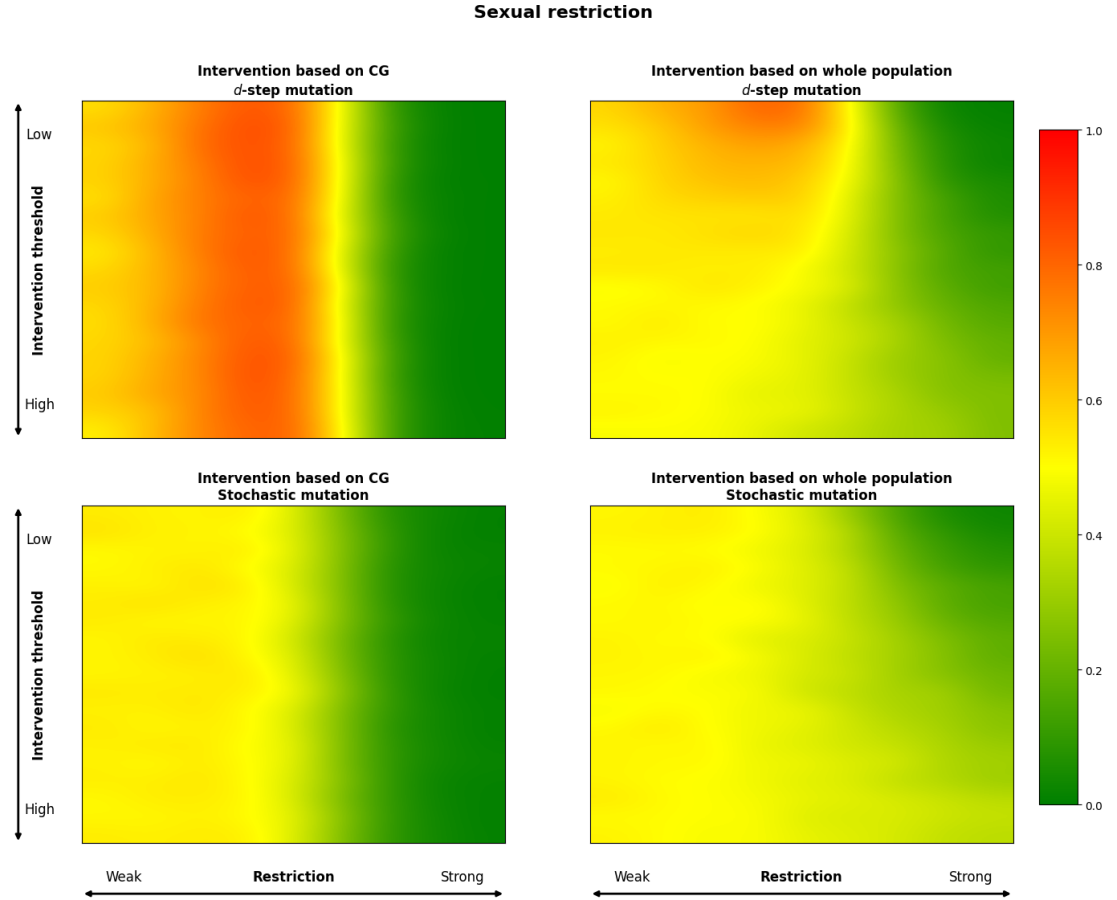 Sexual restriction
Intervention based on CG
d-step mutation
Intervention based on whole population
d-step mutation
Low
Intervention threshold
High
1.0
0.8
0.6
0.4
0.2
0.0
Intervention based on CG
Stochastic mutation
Intervention based on whole population
Stochastic mutation
Low
Intervention threshold
High
Weak Restriction Strong
Weak Restriction Strong